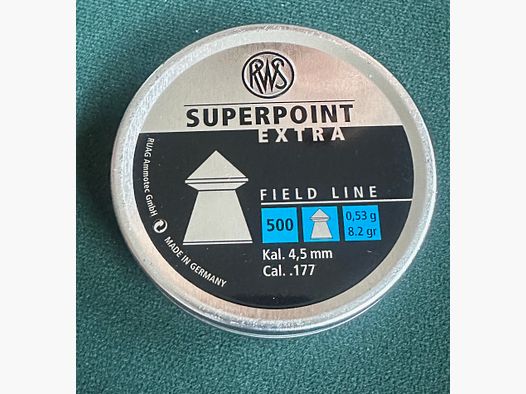 RWS
SUPERPOINT
EXTRA
FIELD LINE
500
0,53 g
8.2 gr
Kal. 4,5 mm
Cal. .177
RUAG Ammotec GmbH
MADE IN GERMANY